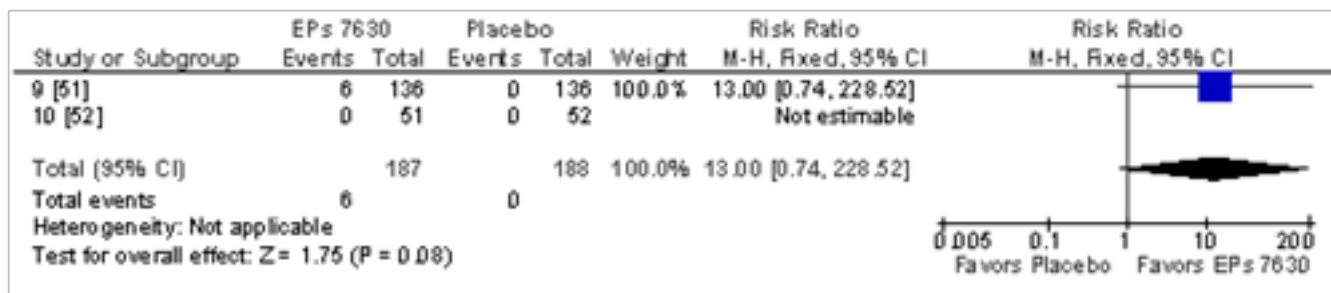 EPs 7630 Placebo Risk Ratio Risk Ratio
Study or Subgroup Events Total Events Total Weight M-H, Fixed, 95% CI M-H, Fixed, 95% CI
9 [51] 6 136 0 136 100.0% 13.00 [0.74, 228.52]
10 [52] 0 51 0 52 Not estimable
Total (95% CI) 187 188 100.0% 13.00 [0.74, 228.52]
Total events 6 0
Heterogeneity: Not applicable
Test for overall effect: Z = 1.75 (P = 0.08)
0.005 0.1 1 10 200
Favors Placebo Favors EPs 7630